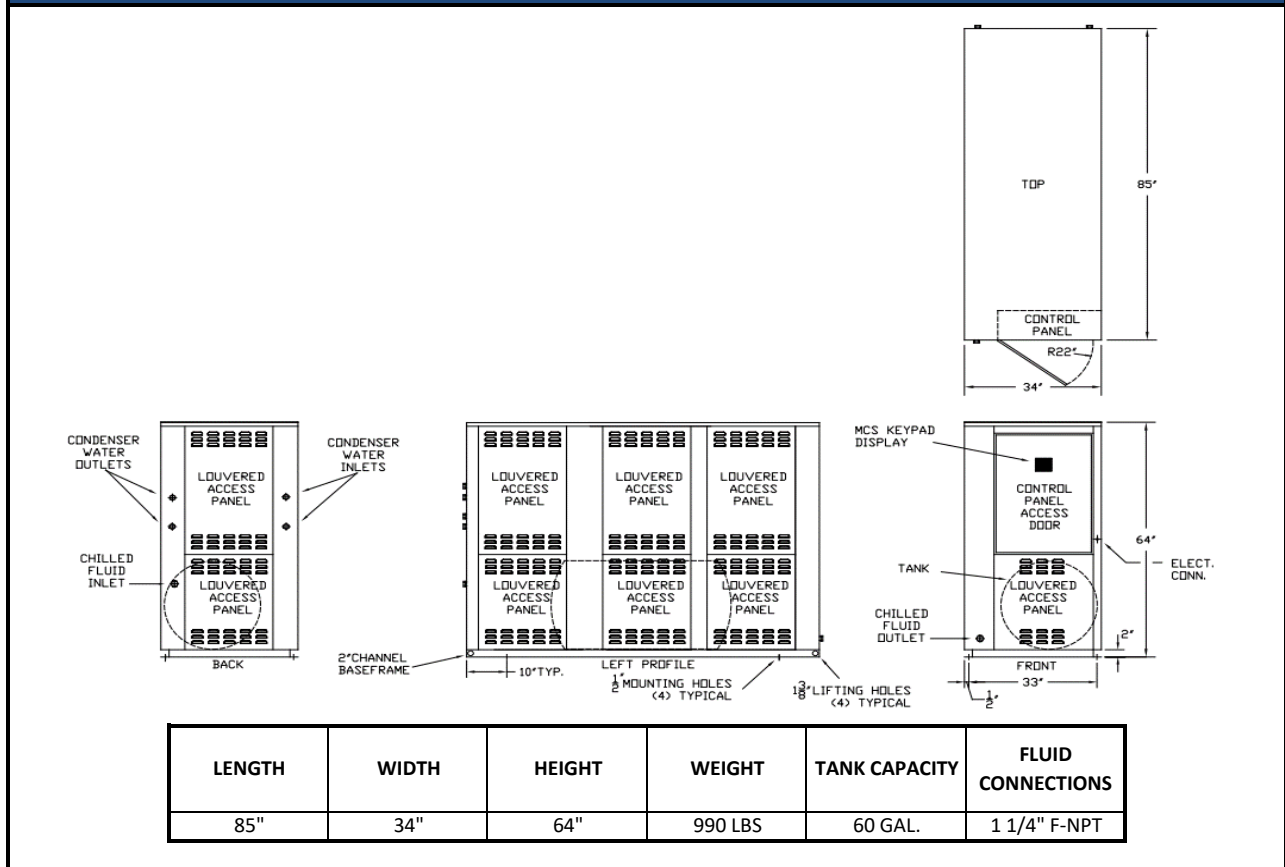 TOP
85"
CONTROL
PANEL
R22"
34"
CONDENSER
WATER
OUTLETS
CONDENSER
WATER
INLETS
LOUVERED
ACCESS
PANEL
CHILLED
FLUID
INLET
LOUVERED
ACCESS
PANEL
BACK
LOUVERED
ACCESS
PANEL
LOUVERED
ACCESS
PANEL
LOUVERED
ACCESS
PANEL
LOUVERED
ACCESS
PANEL
LOUVERED
ACCESS
PANEL
LOUVERED
ACCESS
PANEL
2"CHANNEL
BASEFRAME
10"TYP.
LEFT PROFILE
1/2" MOUNTING HOLES
(4) TYPICAL
1 3/8" LIFTING HOLES
(4) TYPICAL
MCS KEYPAD
DISPLAY
CONTROL
PANEL
ACCESS
DOOR
64"
ELECT.
CONN.
TANK
LOUVERED
ACCESS
PANEL
CHILLED
FLUID
OUTLET
2"
FRONT
33"
1/2"
LENGTH WIDTH HEIGHT WEIGHT TANK CAPACITY FLUID CONNECTIONS
85" 34" 64" 990 LBS 60 GAL. 1 1/4" F-NPT